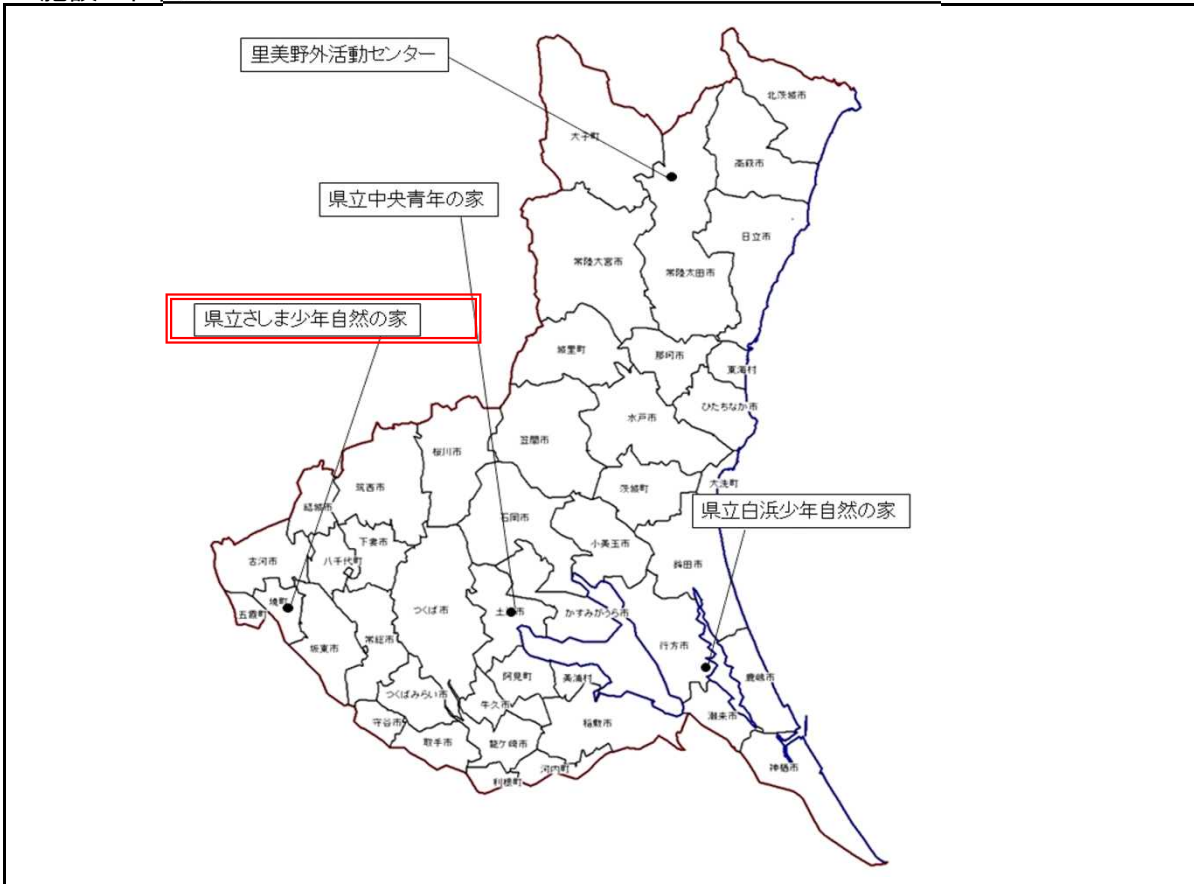 里美野外活動センター
北茨城市
大子町
高萩市
県立中央青年の家
日立市
常陸大宮市
常陸太田市
県立さしま少年自然の家
城里町
那珂市
東海村
ひたちなか市
水戸市
笠間市
桜川市
筑西市
大洗町
茨城町
結城市
石岡市
県立白浜少年自然の家
下妻市
小美玉市
古河市
八千代町
鉾田市
境町
五霞町
つくば市
土浦市
かすみがうら市
坂東市
常総市
行方市
阿見町
美浦村
鹿嶋市
つくばみらい市
牛久市
潮来市
守谷市
稲敷市
取手市
龍ケ崎市
河内町
神栖市
利根町